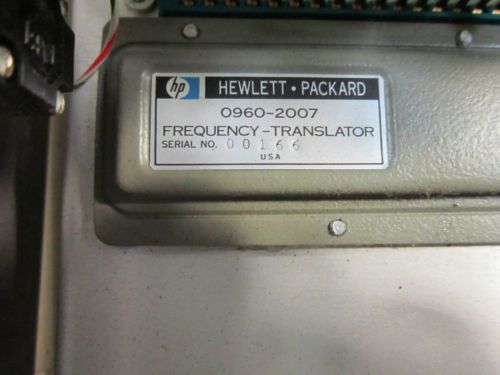 hp HEWLETT • PACKARD
0960-2007
FREQUENCY-TRANSLATOR
SERIAL NO. 00166
USA